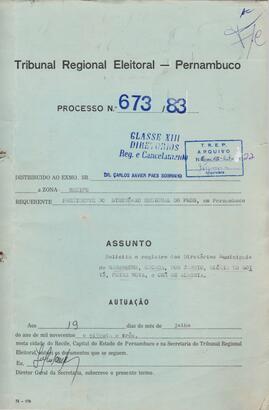 Tribunal Regional Eleitoral — Pernambuco
PROCESSO N.º 673/83
CLASSE XIII
DIRETÓRIOS
Reg. e Cancelamento
T. R. E. P.
ARQUIVO
DISTRIBUIDO AO EXMO. SR. DR. CARLOS XAVIER PAES SOBRINHO
a ZONA- RECIFE
REQUERENTE PRESIDENTE DO DIRETÓRIO REGIONAL DO PMDB, em Pernambuco
ASSUNTO
Solicita o registro dos Diretórios Municipais
AUTUAÇÃO
Aos 19 dias do mês de julho
do ano de mil novecentos e oitenta e três,
nesta cidade do Recife, Capital do Estado de Pernambuco e na Secretaria do Tribunal Regional
Eleitoral, os documentos que se seguem.
Eu,
Diretor Geral da Secretaria, subscrevo o presente termo.